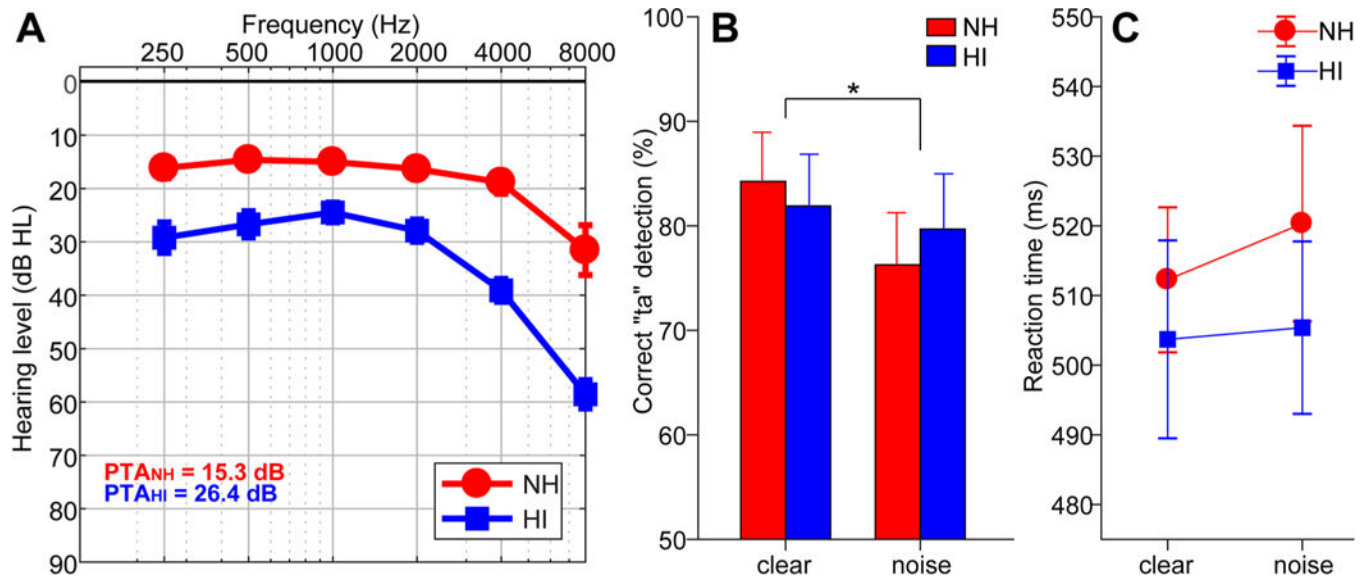 A
Frequency (Hz)
250 500 1000 2000 4000 8000
Hearing level (dB HL)
0
10
20
30
40
50
60
70
80
90
PTANH = 15.3 dB
PTAHI = 26.4 dB
NH
HI
B
NH
HI
*
Correct "ta" detection (%)
100
90
80
70
60
50
clear noise
C
NH
HI
Reaction time (ms)
550
540
530
520
510
500
490
480
clear noise